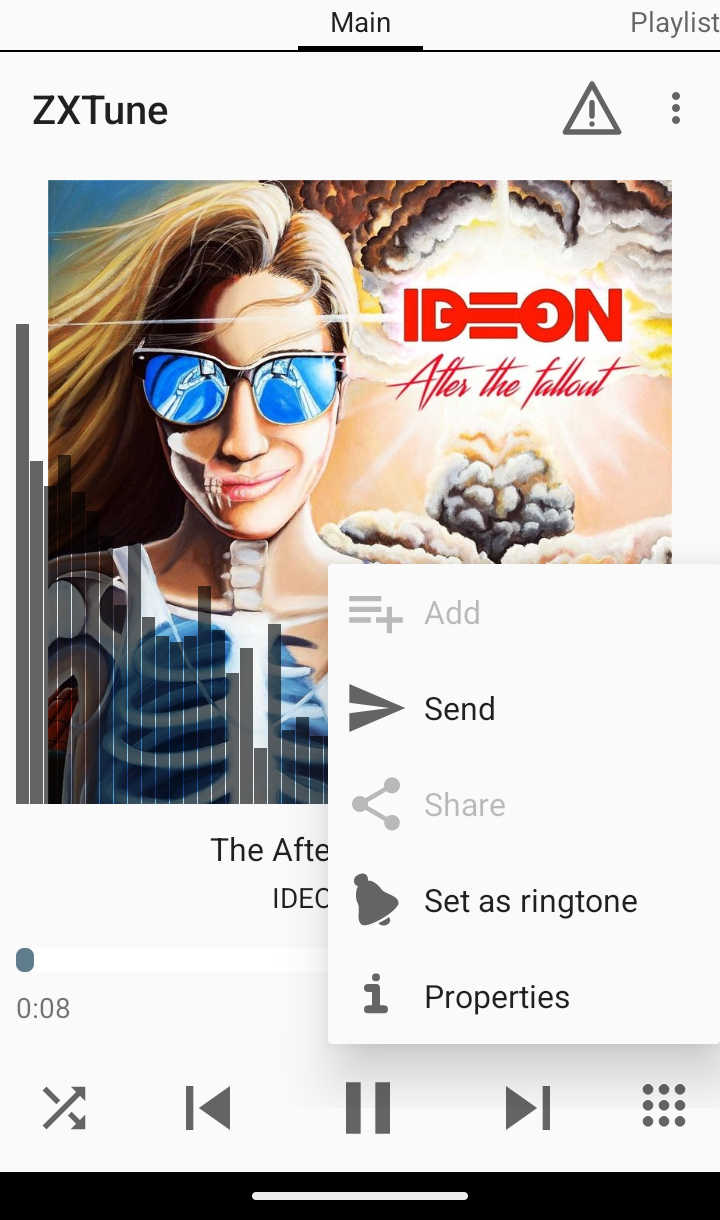 Main
Playlist
ZXTune
IDEON
After the fallout
Add
Send
Share
The Afte
Set as ringtone
IDEO
Properties
0:08